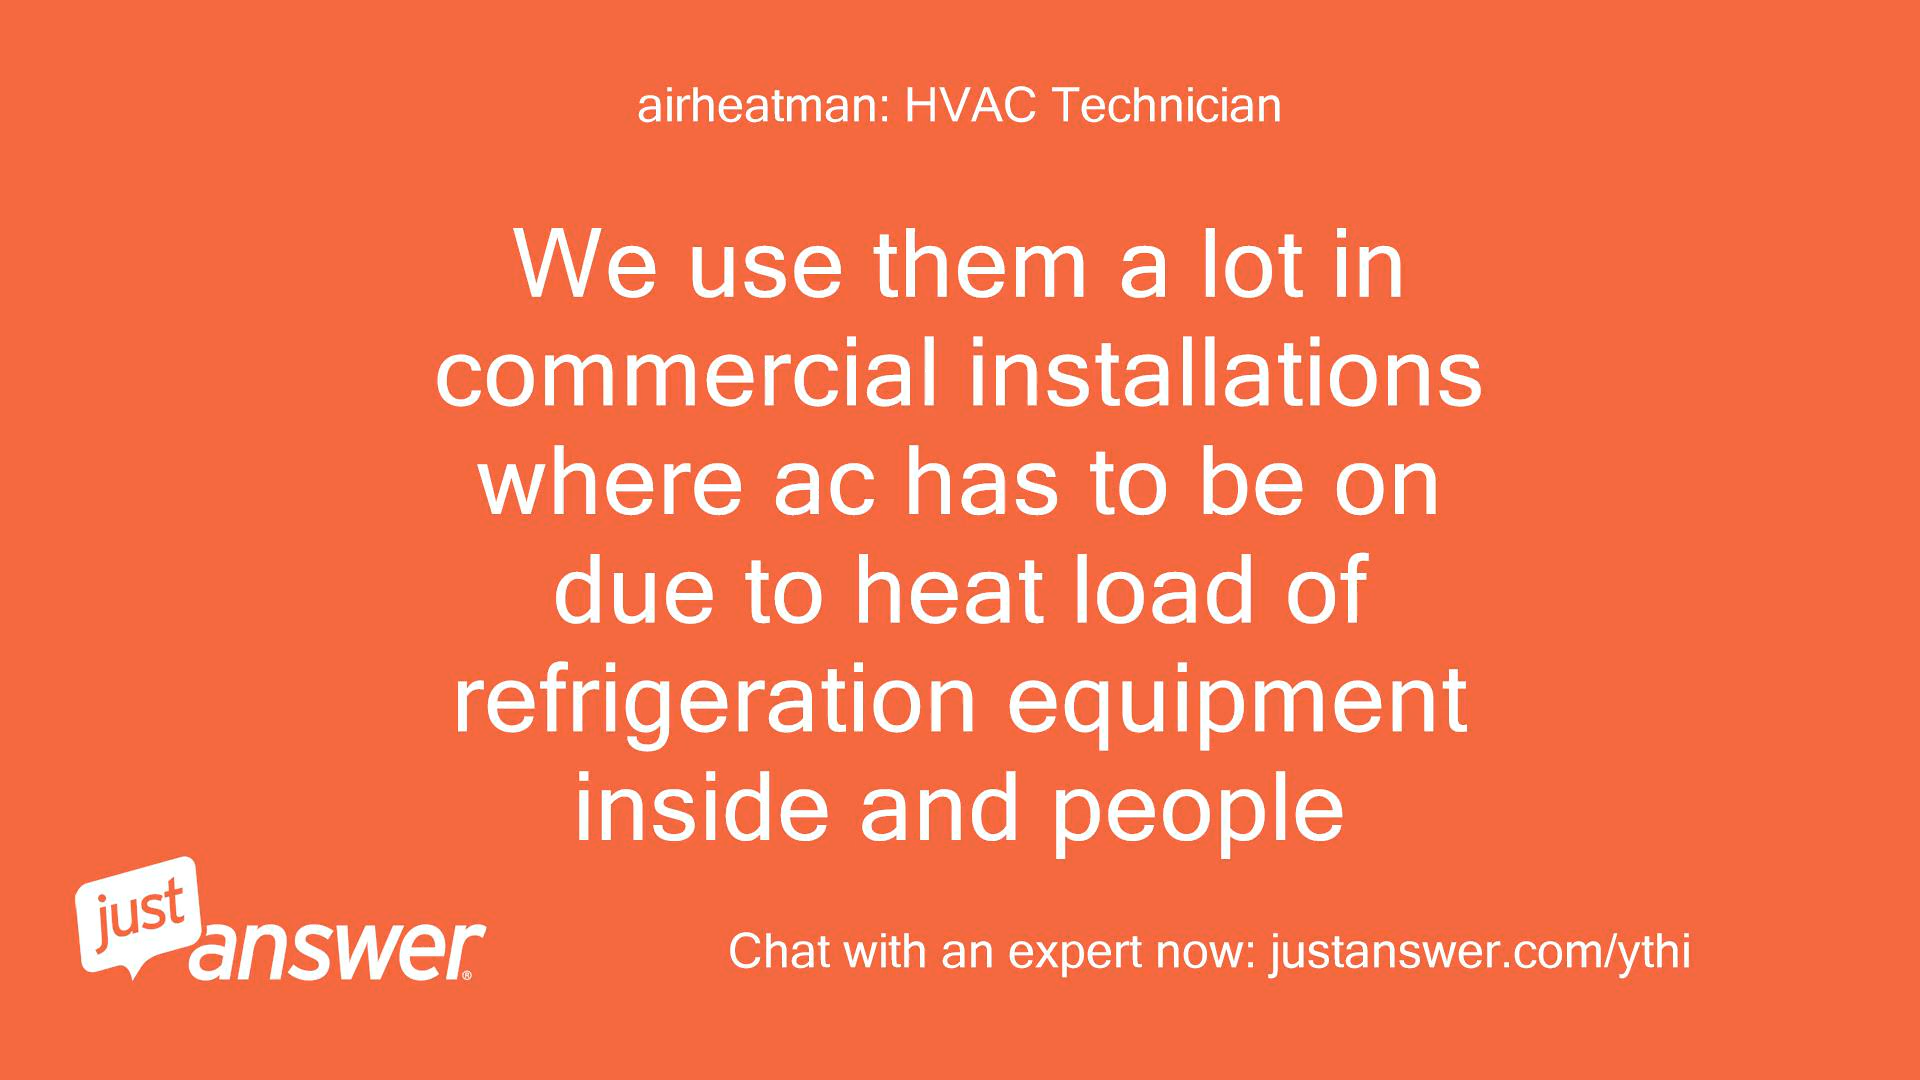 airheatman: HVAC Technician
We use them a lot in
commercial installations
where ac has to be on
due to heat load of
refrigeration equipment
inside and people
just
answer®
Chat with an expert now: justanswer.com/ythi